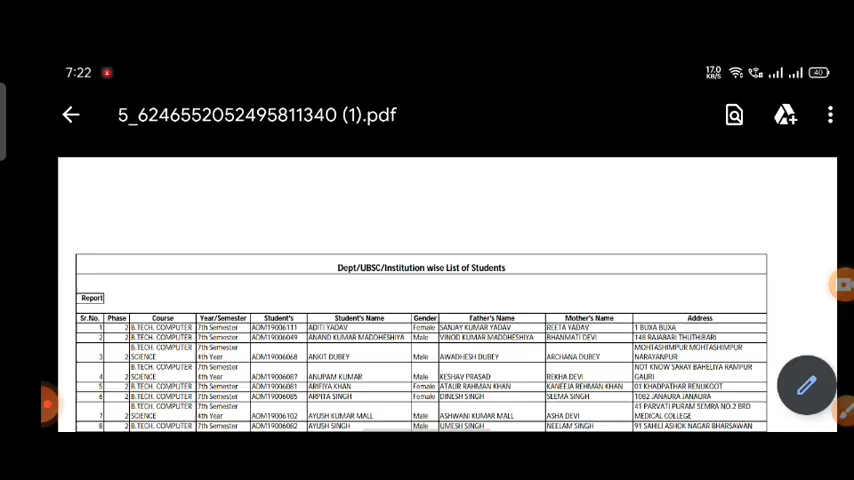 7:22 17.0 KB/S 40
5_6246552052495811340 (1).pdf
Dept/UBSC/Institution wise List of Students
Report
Sr.No. Phase Course Year/Semester Student's Student's Name Gender Father's Name Mother's Name Address
1 2 B.TECH. COMPUTER 7th Semester ADM19006111 ADITI YADAV Female SANJAY KUMAR YADAV REETA YADAV 1 BUXA BUXA
2 2 B.TECH. COMPUTER 7th Semester ADM19006049 ANAND KUMAR MADDHESHIYA Male VINOD KUMAR MADDHESHIYA BHANMATI DEVI 148 RAJABARI THUTHIBARI
B.TECH. COMPUTER 7th Semester MOHTASHIMPUR MOHTASHIMPUR
3 2 SCIENCE 4th Year ADM19006068 ANKIT DUBEY Male AWADHESH DUBEY ARCHANA DUBEY NARAYANPUR
B.TECH. COMPUTER 7th Semester NOT KNOW SARAY BAHELIYA RAMPUR
4 2 SCIENCE 4th Year ADM19006087 ANUPAM KUMAR Male KESHAV PRASAD REKHA DEVI GAURI
5 2 B.TECH. COMPUTER 7th Semester ADM19006081 ARIFIYA KHAN Female ATAUR RAHMAN KHAN KANEEJA REHMAN KHAN 01 KHADPATHAR RENUKOOT
6 2 B.TECH. COMPUTER 7th Semester ADM19006085 ARPITA SINGH Female DINESH SINGH SEEMA SINGH 1082 JANAURA JANAURA
B.TECH. COMPUTER 7th Semester 41 PARVATI PURAM SEMRA NO.2 BRD
7 2 SCIENCE 4th Year ADM19006102 AYUSH KUMAR MALL Male ASHWANI KUMAR MALL ASHA DEVI MEDICAL COLLEGE
8 2 B.TECH. COMPUTER 7th Semester ADM19006082 AYUSH SINGH Male UMESH SINGH NEELAM SINGH 91 SAHILI ASHOK NAGAR BHARSAWAN